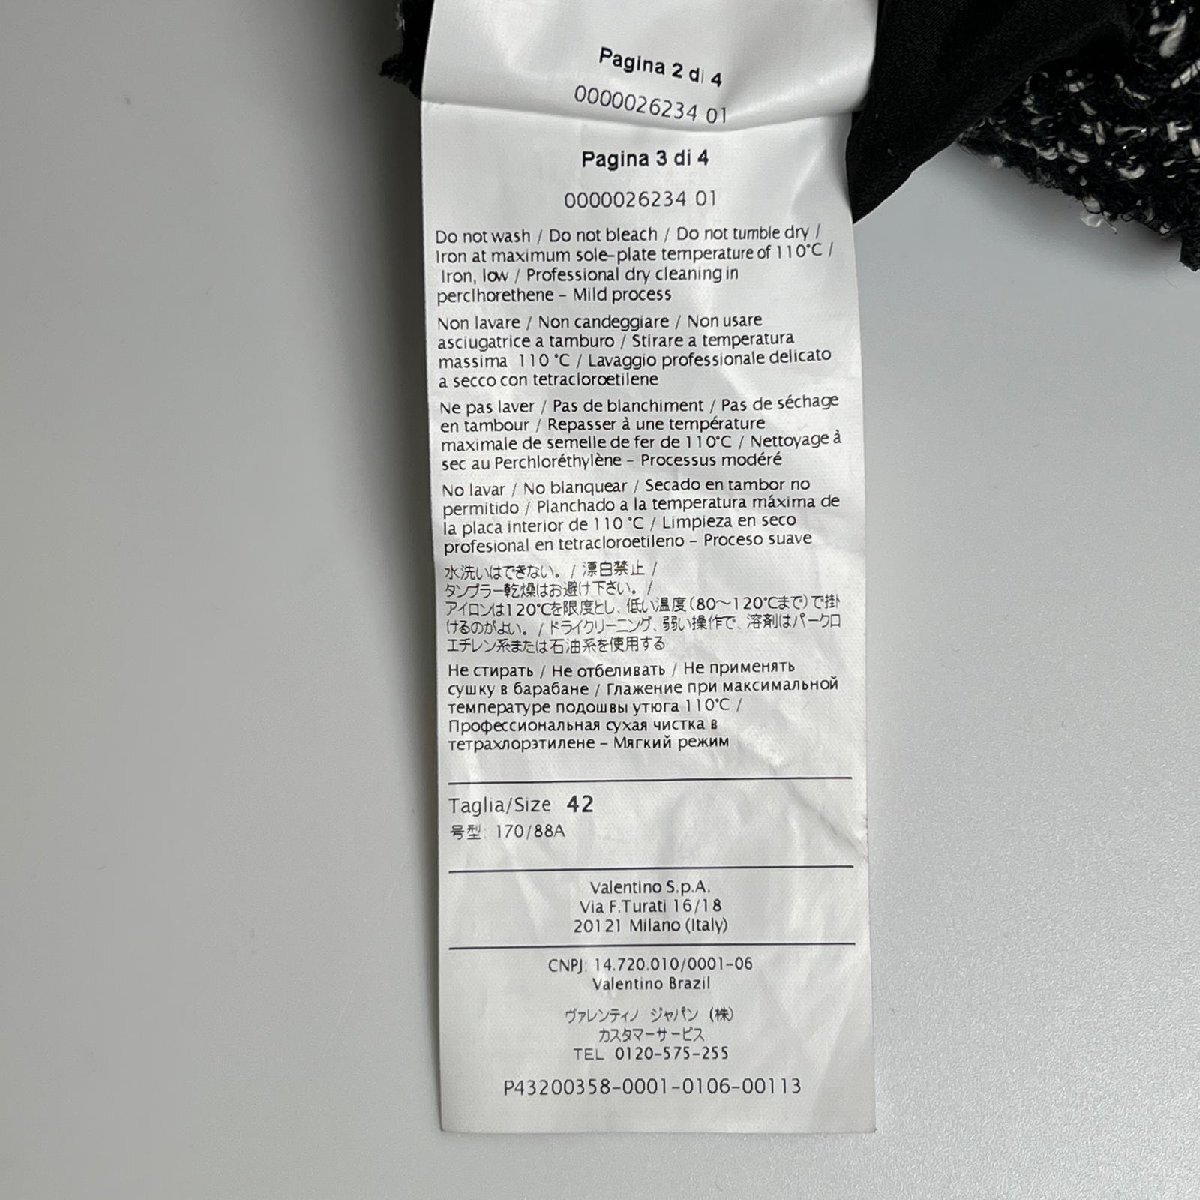 Pagina 2 di 4
0000026234 01
Pagina 3 di 4
0000026234 01
Do not wash / Do not bleach / Do not tumble dry /
Iron at maximum sole-plate temperature of 110°C /
Iron, low / Professional dry cleaning in
perclhorethene - Mild process
Non lavare / Non candeggiare / Non usare
asciugatrice a tamburo / Stirare a temperatura
massima 110 °C / Lavaggio professionale delicato
a secco con tetracloroetilene
Ne pas laver / Pas de blanchiment / Pas de séchage
en tambour / Repasser à une température
maximale de semelle de fer de 110°C / Nettoyage à
sec au Perchloréthylène - Processus modéré
No lavar / No blanquear / Secado en tambor no
permitido / Planchado a la temperatura máxima de
la placa interior de 110 °C / Limpieza en seco
profesional en tetracloroetileno - Proceso suave
水洗いはできない。 / 漂白禁止 /
タンブラー乾燥はお避け下さい。 /
アイロンは120℃を限度とし、低い温度(80～120℃まで)で掛
けるのがよい。 / ドライクリーニング、弱い操作で、溶剤はパークロ
エチレン系または石油系を使用する
Не стирать / Не отбеливать / Не применять
сушку в барабане / Глажение при максимальной
температуре подошвы утюга 110°C /
Профессиональная сухая чистка в
тетрахлорэтилене - Мягкий режим
Taglia/Size 42
号型: 170/88A
Valentino S.p.A.
Via F.Turati 16/18
20121 Milano (Italy)
CNPJ: 14.720.010/0001-06
Valentino Brazil
ヴァレンティノ ジャパン (株)
カスタマーサービス
TEL 0120-575-255
P43200358-0001-0106-00113